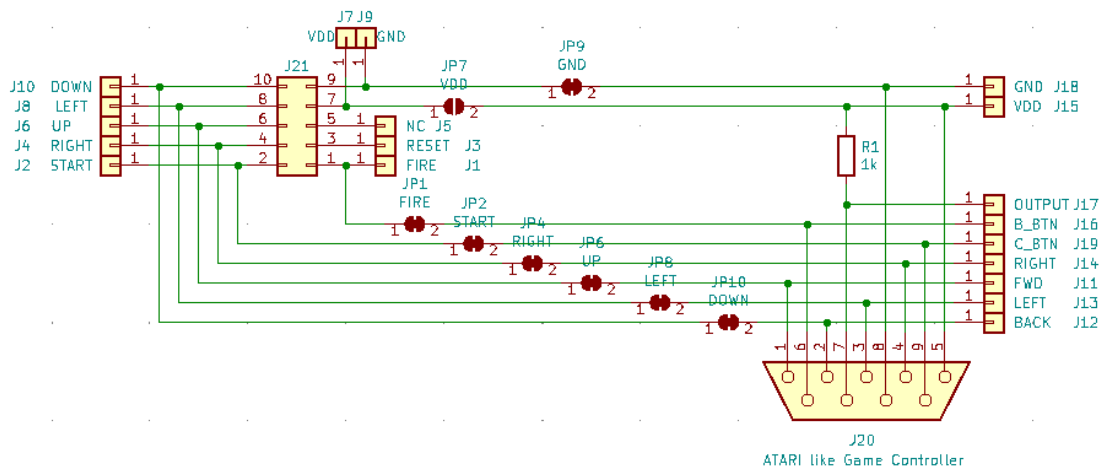 J7 J9
VDD GND
1 1
JP9
GND
1 2
J21
JP7
VDD
1 2
J10 DOWN 1 10 9 1 GND J18
J8 LEFT 1 8 7 1 VDD J15
J6 UP 1 6 5 1 NC J5
J4 RIGHT 1 4 3 1 RESET J3
J2 START 1 2 1 1 FIRE J1
R1
1k
JP1
FIRE
1 2
JP2
START
1 2
JP4
RIGHT
1 2
JP6
UP
1 2
JP8
LEFT
1 2
JP10
DOWN
1 2
1 OUTPUT J17
1 B_BTN J16
1 C_BTN J19
1 RIGHT J14
1 FWD J11
1 LEFT J13
1 BACK J12
1 6 2 7 3 8 4 9 5
J20
ATARI like Game Controller